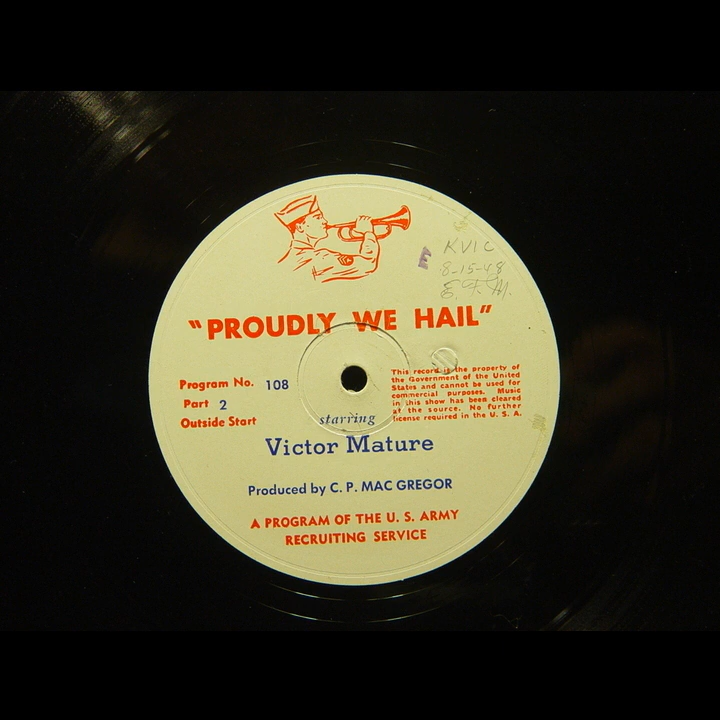 E
KVIC
8-15-48
"PROUDLY WE HAIL"
Program No. 108
Part 2
Outside Start
This record is the property of
the Government of the United
States and cannot be used for
commercial purposes. Music
in this show has been cleared
at the source. No further
license required in the U. S. A.
starring
Victor Mature
Produced by C. P. MAC GREGOR
A PROGRAM OF THE U. S. ARMY
RECRUITING SERVICE